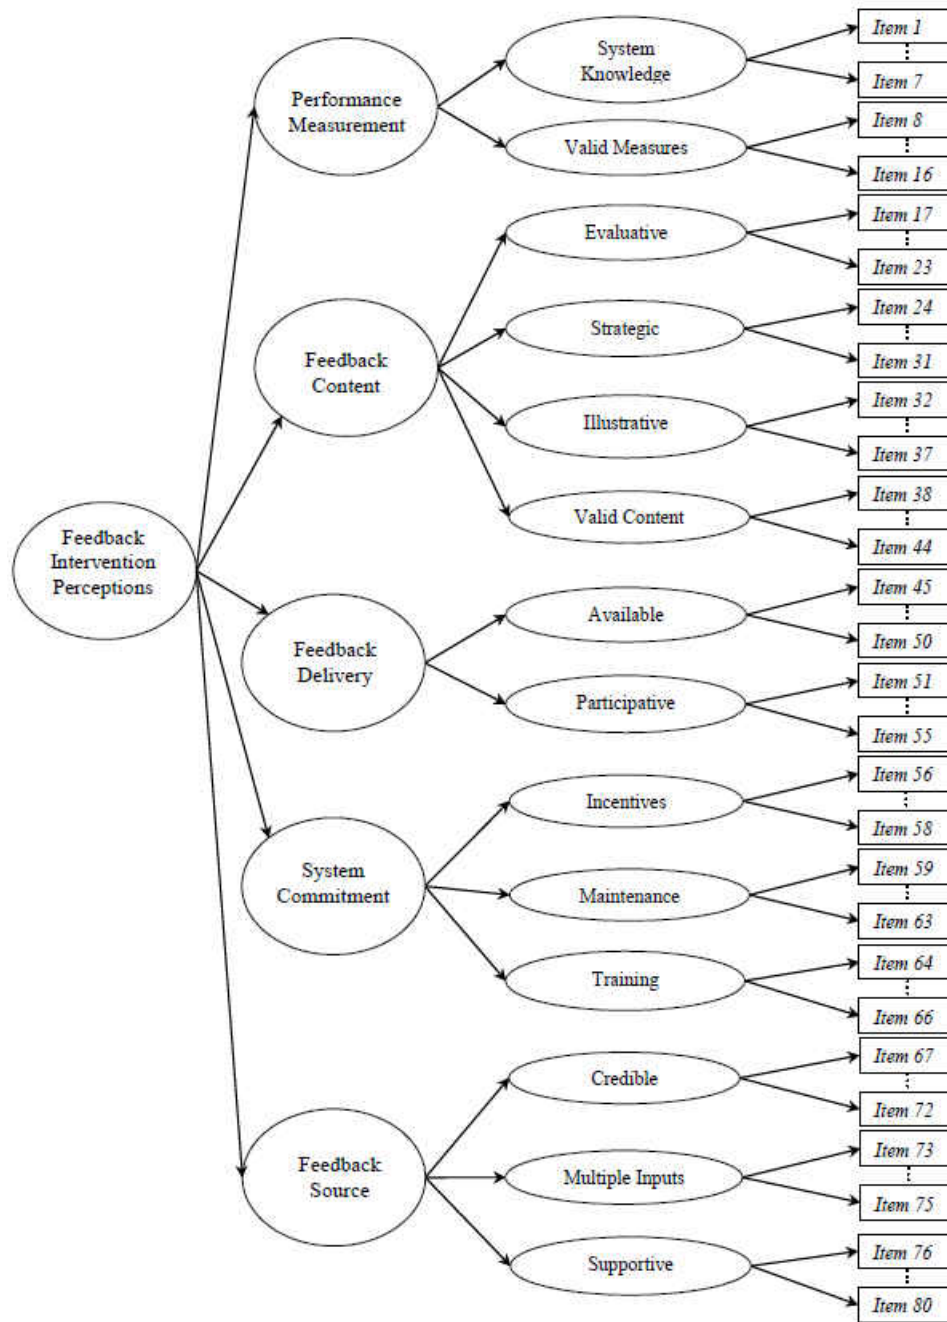 Feedback
Intervention
Perceptions
Performance
Measurement
System
Knowledge
Item 1
Item 7
Valid Measures
Item 8
Item 16
Feedback
Content
Evaluative
Item 17
Item 23
Strategic
Item 24
Item 31
Illustrative
Item 32
Item 37
Valid Content
Item 38
Item 44
Feedback
Delivery
Available
Item 45
Item 50
Participative
Item 51
Item 55
System
Commitment
Incentives
Item 56
Item 58
Maintenance
Item 59
Item 63
Training
Item 64
Item 66
Feedback
Source
Credible
Item 67
Item 72
Multiple Inputs
Item 73
Item 75
Supportive
Item 76
Item 80